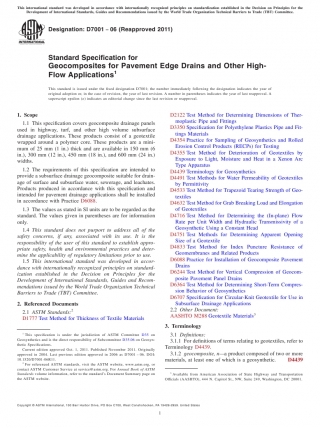 This international standard was developed in accordance with internationally recognized principles on standardization established in the Decision on Principles for the
Development of International Standards, Guides and Recommendations issued by the World Trade Organization Technical Barriers to Trade (TBT) Committee.
Designation: D7001 − 06 (Reapproved 2011)
Standard Specification for
Geocomposites for Pavement Edge Drains and Other High-
Flow Applications1
This standard is issued under the fixed designation D7001; the number immediately following the designation indicates the year of
original adoption or, in the case of revision, the year of last revision. A number in parentheses indicates the year of last reapproval. A
superscript epsilon (ε) indicates an editorial change since the last revision or reapproval.
1. Scope
1.1 This specification covers geocomposite drainage panels
used in highway, turf, and other high volume subsurface
drainage applications. These products consist of a geotextile
wrapped around a polymer core. These products are a mini-
mum of 25 mm (1 in.) thick and are available in 150 mm (6
in.), 300 mm (12 in.), 450 mm (18 in.), and 600 mm (24 in.)
widths.
1.2 The requirements of this specification are intended to
provide a subsurface drainage geocomposite suitable for drain-
age of surface and subsurface water, sewerage, and leachates.
Products produced in accordance with this specification and
intended for pavement drainage applications shall be installed
in accordance with Practice D6088.
1.3 The values as stated in SI units are to be regarded as the
standard. The values given in parentheses are for information
only.
1.4 This standard does not purport to address all of the
safety concerns, if any, associated with its use. It is the
responsibility of the user of this standard to establish appro-
priate safety, health and environmental practices and deter-
mine the applicability of regulatory limitations prior to use.
1.5 This international standard was developed in accor-
dance with internationally recognized principles on standard-
ization established in the Decision on Principles for the
Development of International Standards, Guides and Recom-
mendations issued by the World Trade Organization Technical
Barriers to Trade (TBT) Committee.
2. Referenced Documents
2.1 ASTM Standards:2
D1777 Test Method for Thickness of Textile Materials
1 This specification is under the jurisdiction of ASTM Committee D35 on
Geosynthetics and is the direct responsibility of Subcommittee
Current edition approved Oct. 1, 2011. Published November 2011. Originally
approved in 2004. Last previous edition approved in 2006 as D7001–06.
2 For referenced ASTM standards, visit the ASTM website, www.astm.org, or
contact ASTM Customer Service at service@astm.org. For Annual Book of ASTM
Standards volume information, refer to the standard's Document Summary page on
the ASTM website.
D2122 Test Method for Determining Dimensions of Ther-
moplastic Pipe and Fittings
D3350 Specification for Polyethylene Plastics Pipe and Fit-
tings Materials
D4354 Practice for Sampling of Geosynthetics and Rolled
Erosion Control Products (RECPs) for Testing
D4355 Test Method for Deterioration of Geotextiles by
Exposure to Light, Moisture and Heat in a Xenon Arc
Type Apparatus
D4439 Terminology for Geosynthetics
D4491 Test Methods for Water Permeability of Geotextiles
by Permittivity
D4533 Test Method for Trapezoid Tearing Strength of Geo-
textiles
D4632 Test Method for Grab Breaking Load and Elongation
of Geotextiles
D4716 Test Method for Determining the (In-plane) Flow
Rate per Unit Width and Hydraulic Transmissivity of a
Geosynthetic Using a Constant Head
D4751 Test Methods for Determining Apparent Opening
Size of a Geotextile
D4833 Test Method for Index Puncture Resistance of
Geomembranes and Related Products
D6088 Practice for Installation of Geocomposite Pavement
Drains
D6244 Test Method for Vertical Compression of Geocom-
posite Pavement Panel Drains
D6364 Test Method for Determining Short-Term Compres-
sion Behavior of Geosynthetics
D6707 Specification for Circular-Knit Geotextile for Use in
Subsurface Drainage Applications
2.2 Other Document:
AASHTO M288 Geotextile Materials3
3. Terminology
3.1 Definitions:
3.1.1 For definitions of terms relating to geotextiles, refer to
Terminology D4439.
3.1.2 geocomposite, n—a product composed of two or more
materials, at least one of which is a geosynthetic. D4439
3 Available from American Association of State Highway and Transportation
Officials (AASHTO), 444 N. Capitol St., NW, Suite 249, Washington, DC 20001.
Copyright © ASTM International, 100 Barr Harbor Drive, PO Box C700, West Conshohocken, PA 19428-2959. United States
1